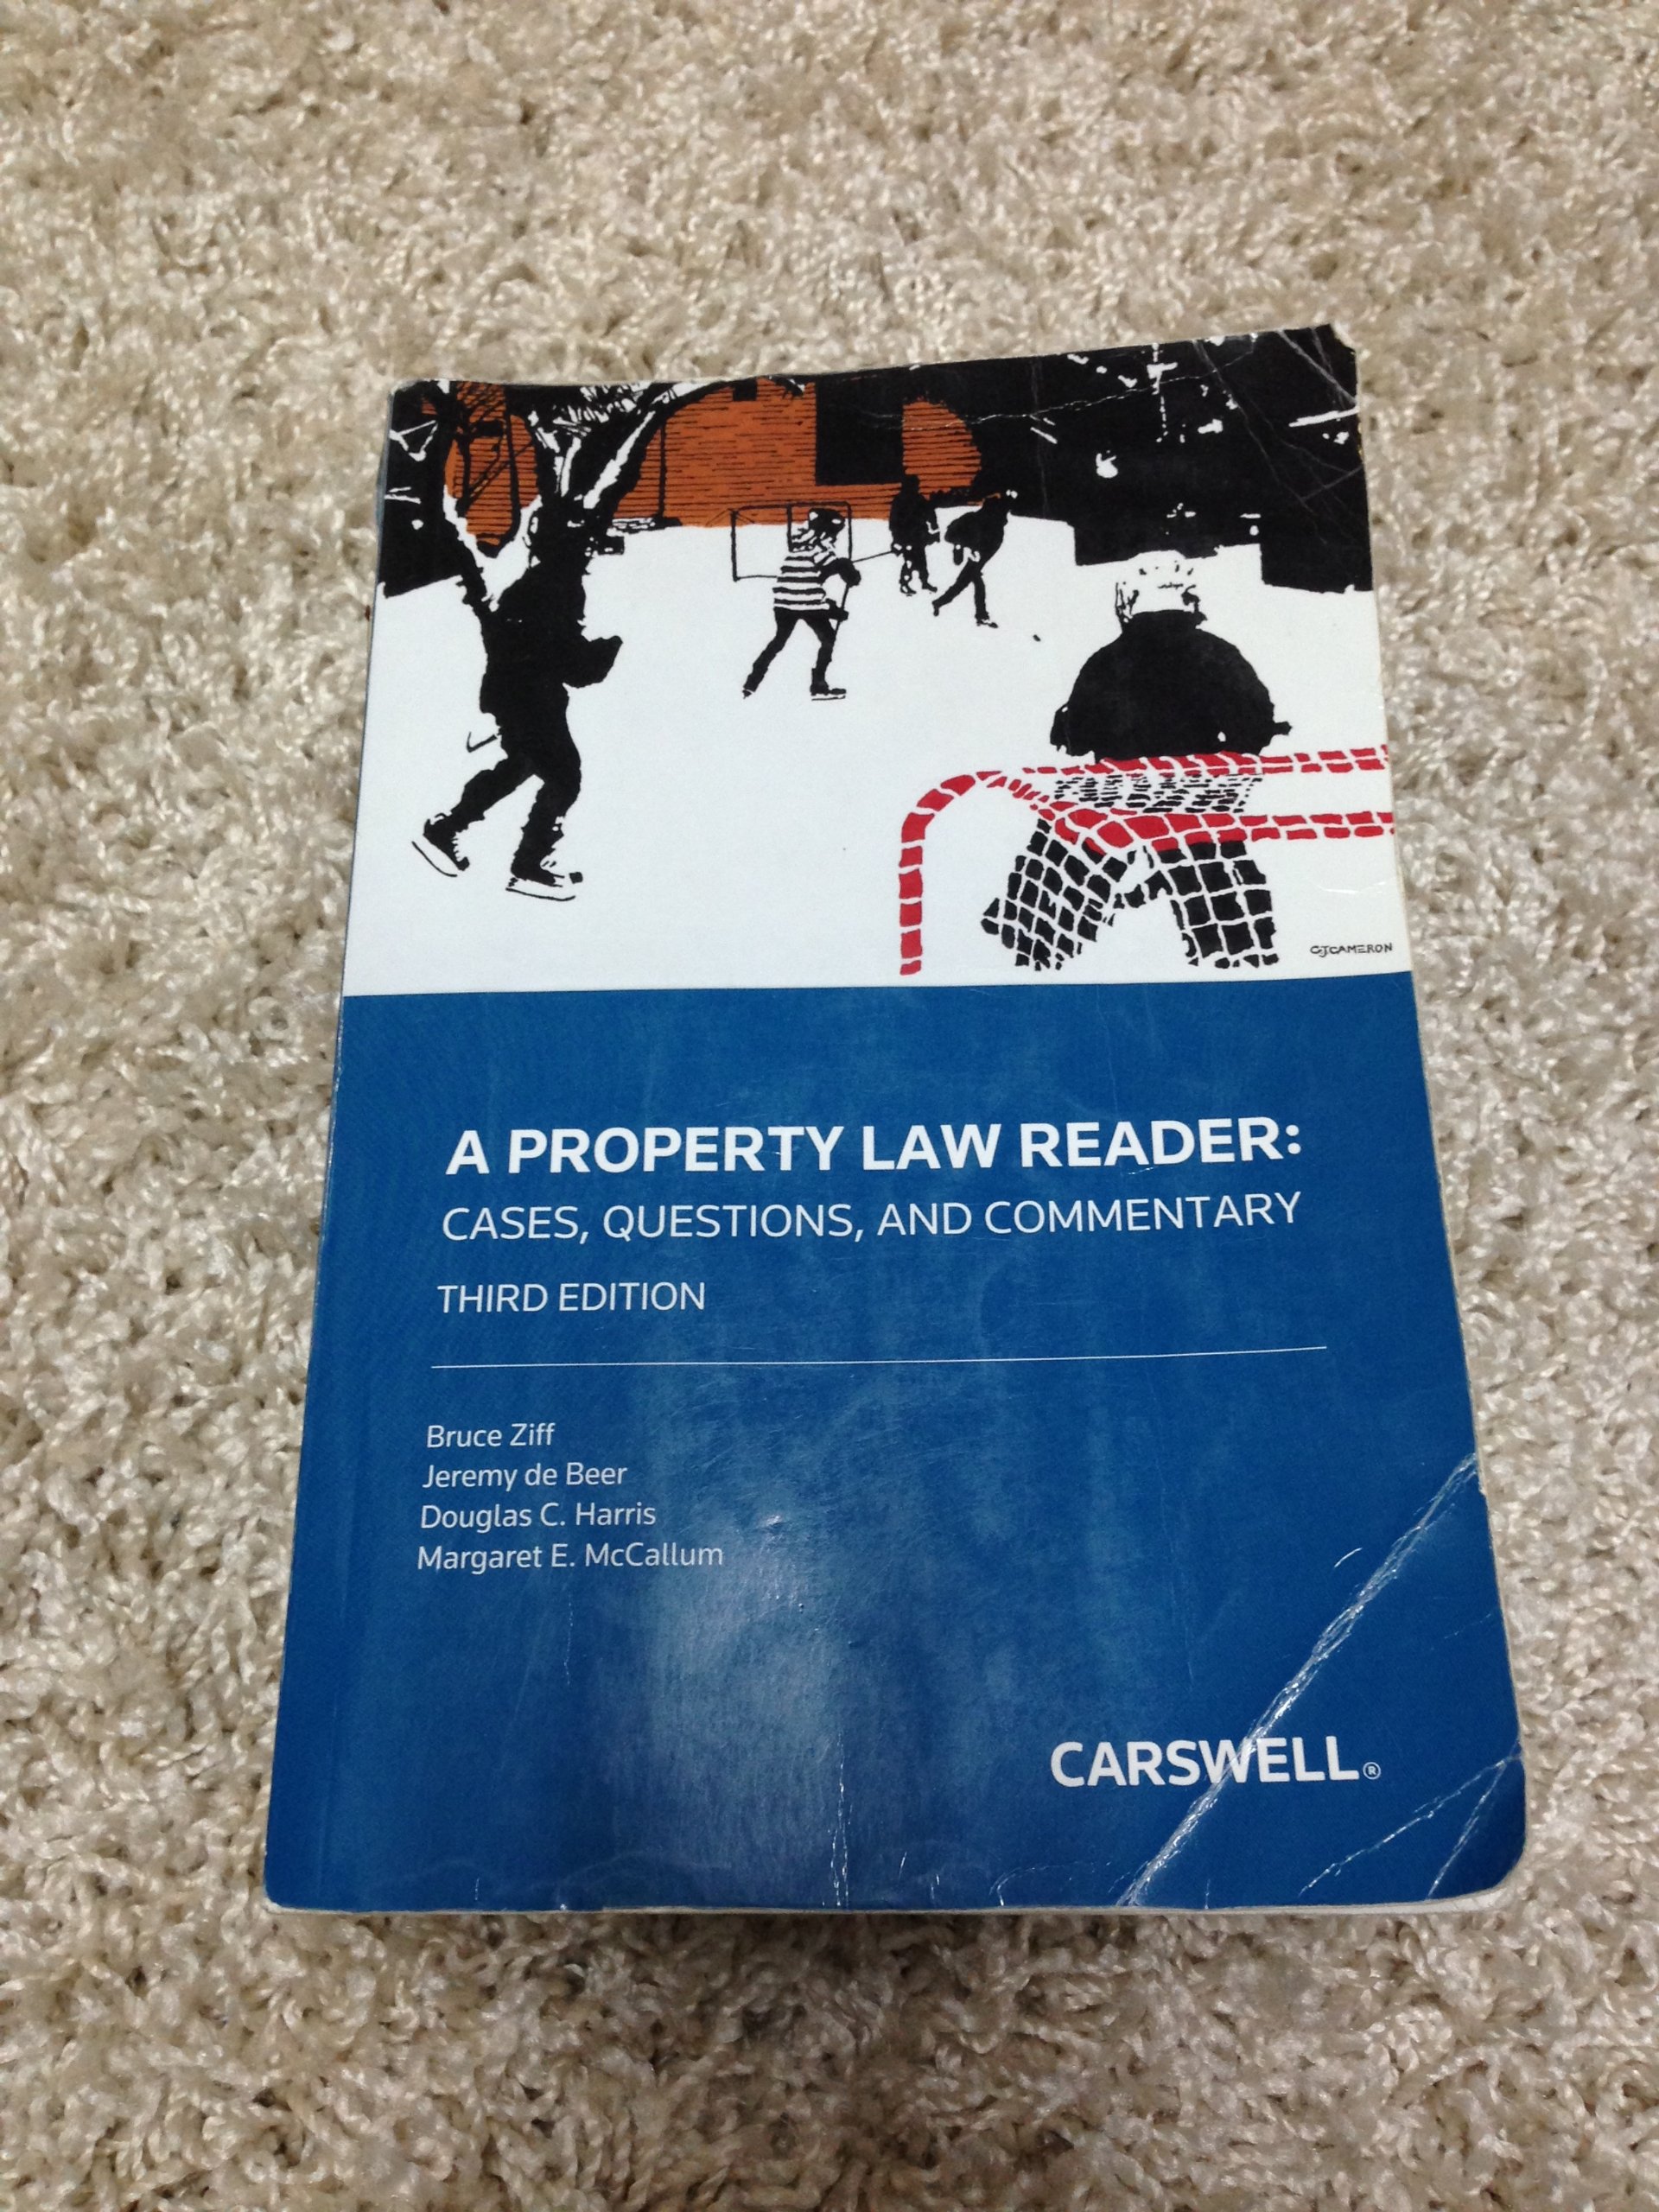 CJCAMERON
A PROPERTY LAW READER:
CASES, QUESTIONS, AND COMMENTARY
THIRD EDITION
Bruce Ziff
Jeremy de Beer
Douglas C. Harris
Margaret E. McCallum
CARSWELL®